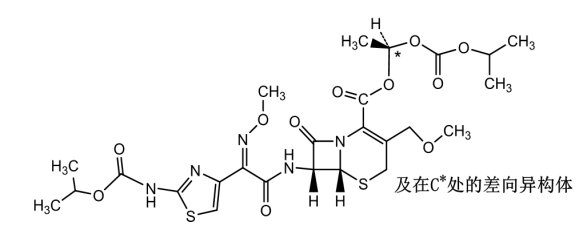 H
H₃C O O CH₃
*
O O CH₃
O C
CH₃
O
O
CH₃
N N
O
O
H
H₃C N N
S 及在C*处的差向异构体
O N
H
H H
H₃C
O
S